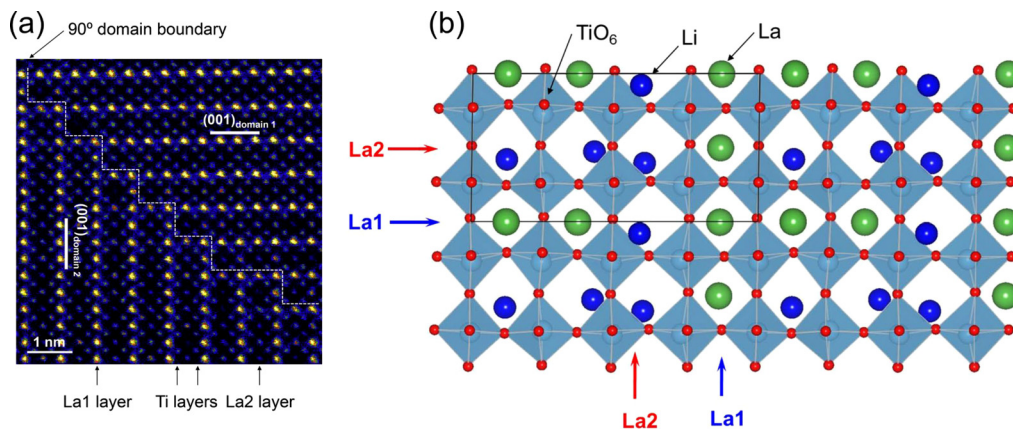 (a)
90º domain boundary
(001)domain 1
(001)domain 2
1 nm
La1 layer
Ti layers
La2 layer
(b)
TiO6
Li
La
La2
La1
La2
La1